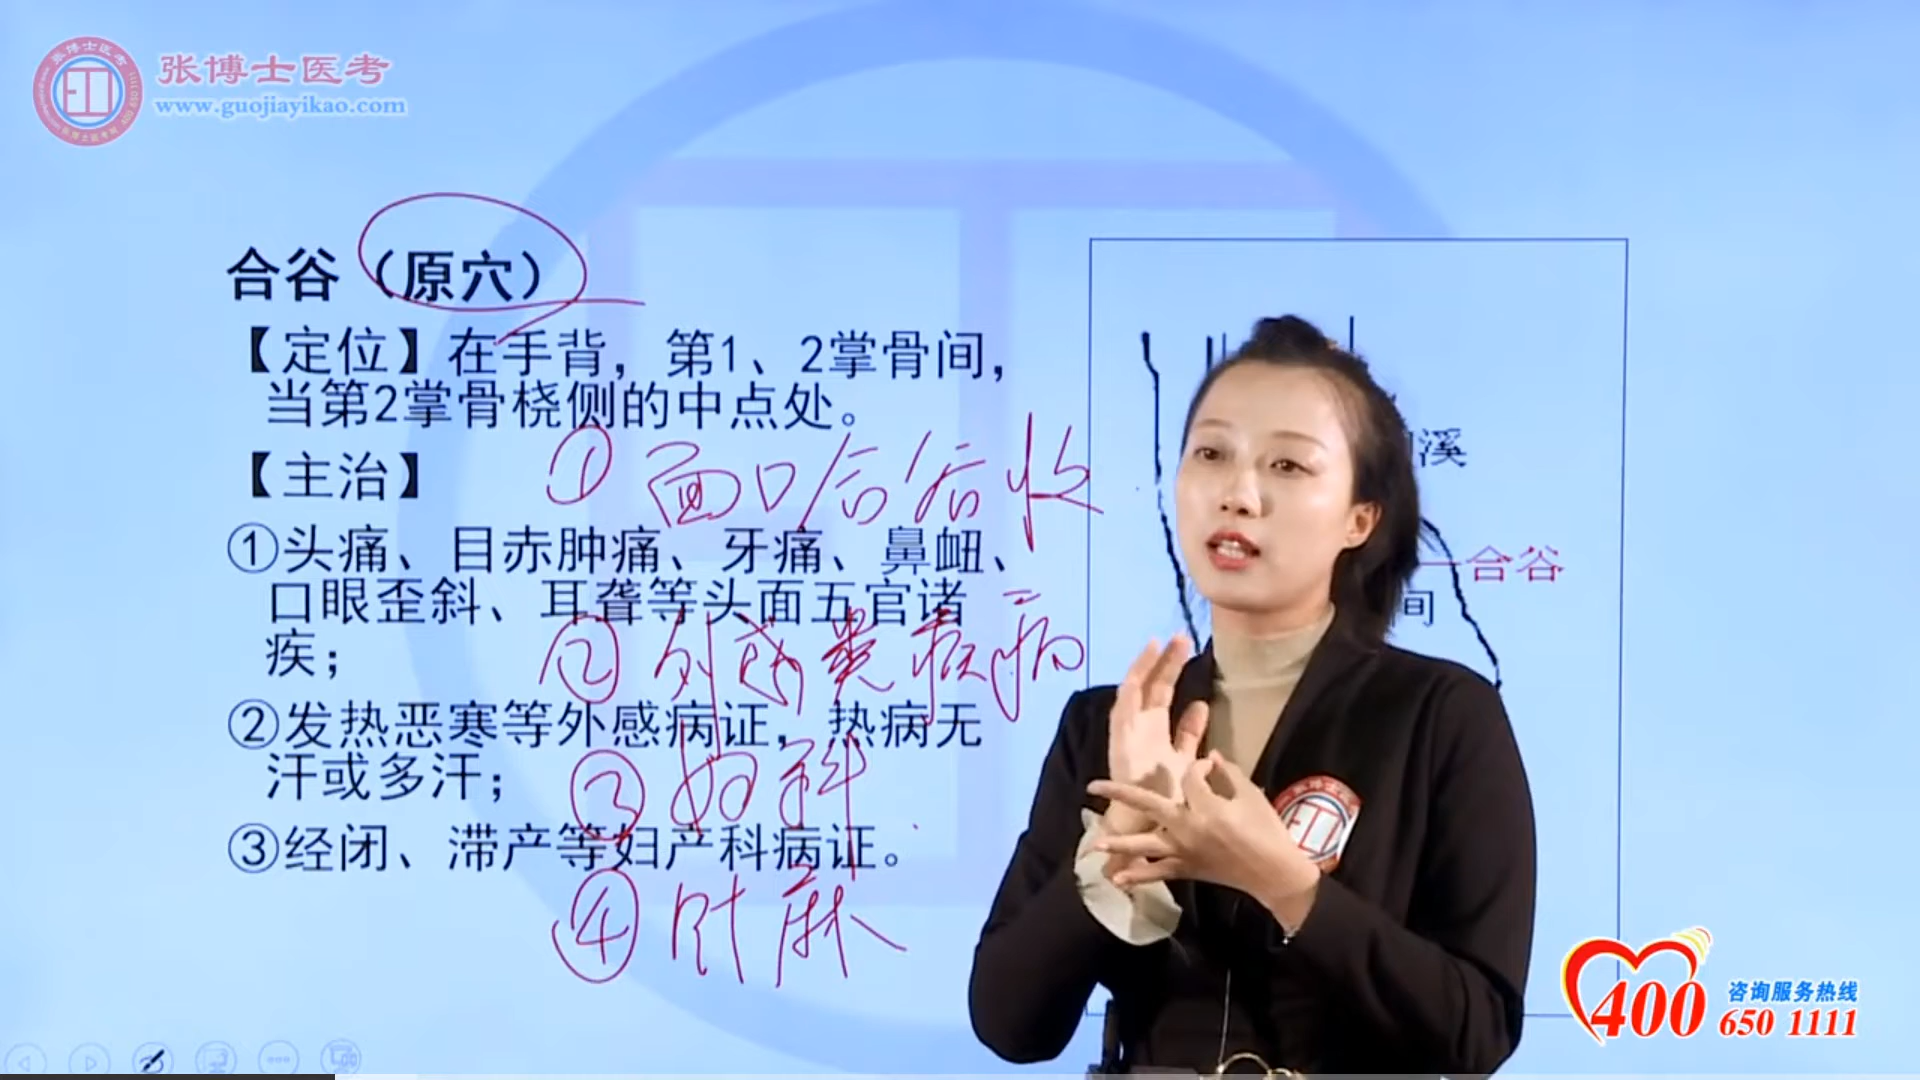 张博士医考
www.guojiayikao.com
合谷（原穴）
【定位】在手背，第1、2掌骨间，
当第2掌骨桡侧的中点处。
【主治】
① 面口合谷收
①头痛、目赤肿痛、牙痛、鼻衄、
口眼歪斜、耳聋等头面五官诸
疾；
② 外感类疾病
②发热恶寒等外感病证，热病无
汗或多汗；
③ 妇科
③经闭、滞产等妇产科病证。
④ 针麻
溪
合谷
间
咨询服务热线
400 650 1111